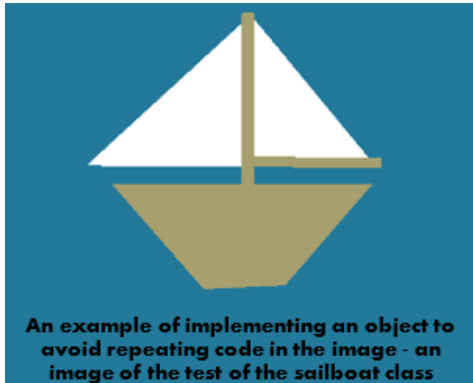 An example of implementing an object to
avoid repeating code in the image - an
image of the test of the sailboat class